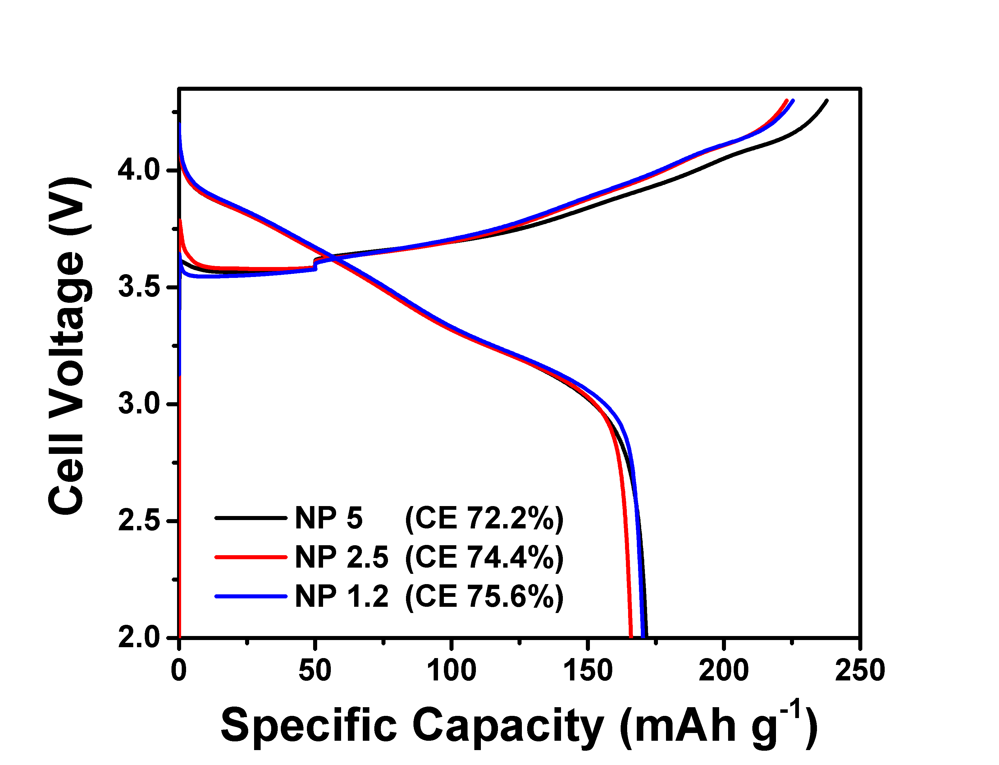 Cell Voltage (V)
4.0
3.5
3.0
2.5
2.0
NP 5 (CE 72.2%)
NP 2.5 (CE 74.4%)
NP 1.2 (CE 75.6%)
0 50 100 150 200 250
Specific Capacity (mAh g-1)